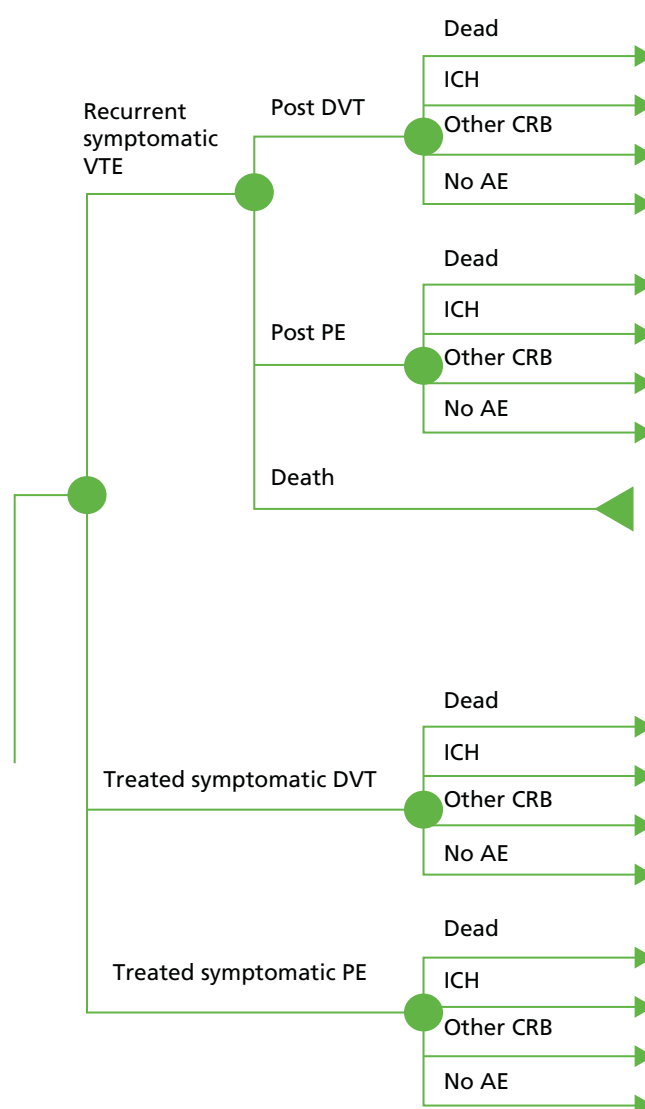 Dead
ICH
Other CRB
No AE
Post DVT
Recurrent
symptomatic
VTE
Dead
ICH
Other CRB
No AE
Post PE
Death
Dead
ICH
Other CRB
No AE
Treated symptomatic DVT
Dead
ICH
Other CRB
No AE
Treated symptomatic PE